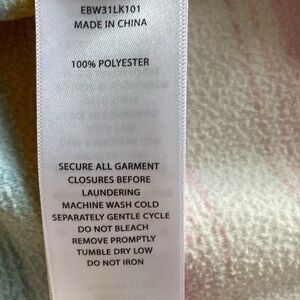 EBW31LK101
MADE IN CHINA
100% POLYESTER
SECURE ALL GARMENT
CLOSURES BEFORE
LAUNDERING
MACHINE WASH COLD
SEPARATELY GENTLE CYCLE
DO NOT BLEACH
REMOVE PROMPTLY
TUMBLE DRY LOW
DO NOT IRON